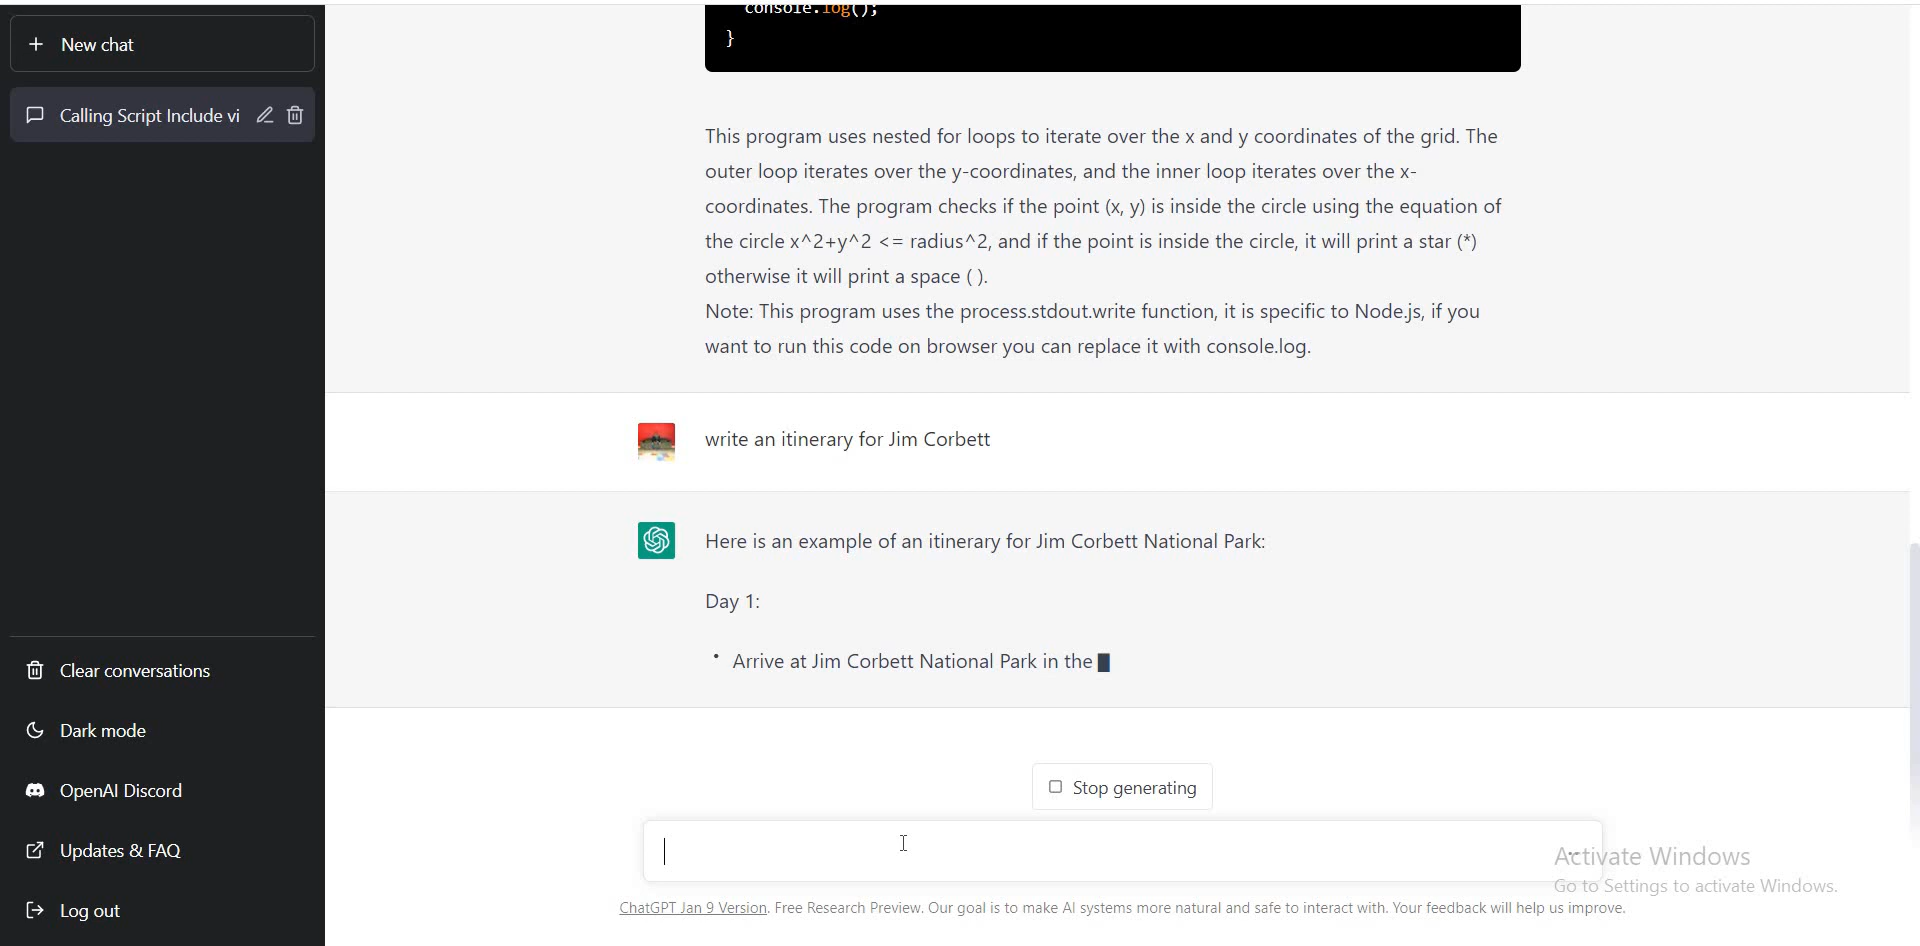 New chat
Calling Script Include vi
console.log();
}
This program uses nested for loops to iterate over the x and y coordinates of the grid. The
outer loop iterates over the y-coordinates, and the inner loop iterates over the x-
coordinates. The program checks if the point (x, y) is inside the circle using the equation of
the circle x^2+y^2 <= radius^2, and if the point is inside the circle, it will print a star (*)
otherwise it will print a space ( ).
Note: This program uses the process.stdout.write function, it is specific to Node.js, if you
want to run this code on browser you can replace it with console.log.
write an itinerary for Jim Corbett
Here is an example of an itinerary for Jim Corbett National Park:
Day 1:
• Arrive at Jim Corbett National Park in the
Stop generating
Clear conversations
Dark mode
OpenAI Discord
Updates & FAQ
Log out
Activate Windows
Go to Settings to activate Windows.
ChatGPT Jan 9 Version. Free Research Preview. Our goal is to make AI systems more natural and safe to interact with. Your feedback will help us improve.